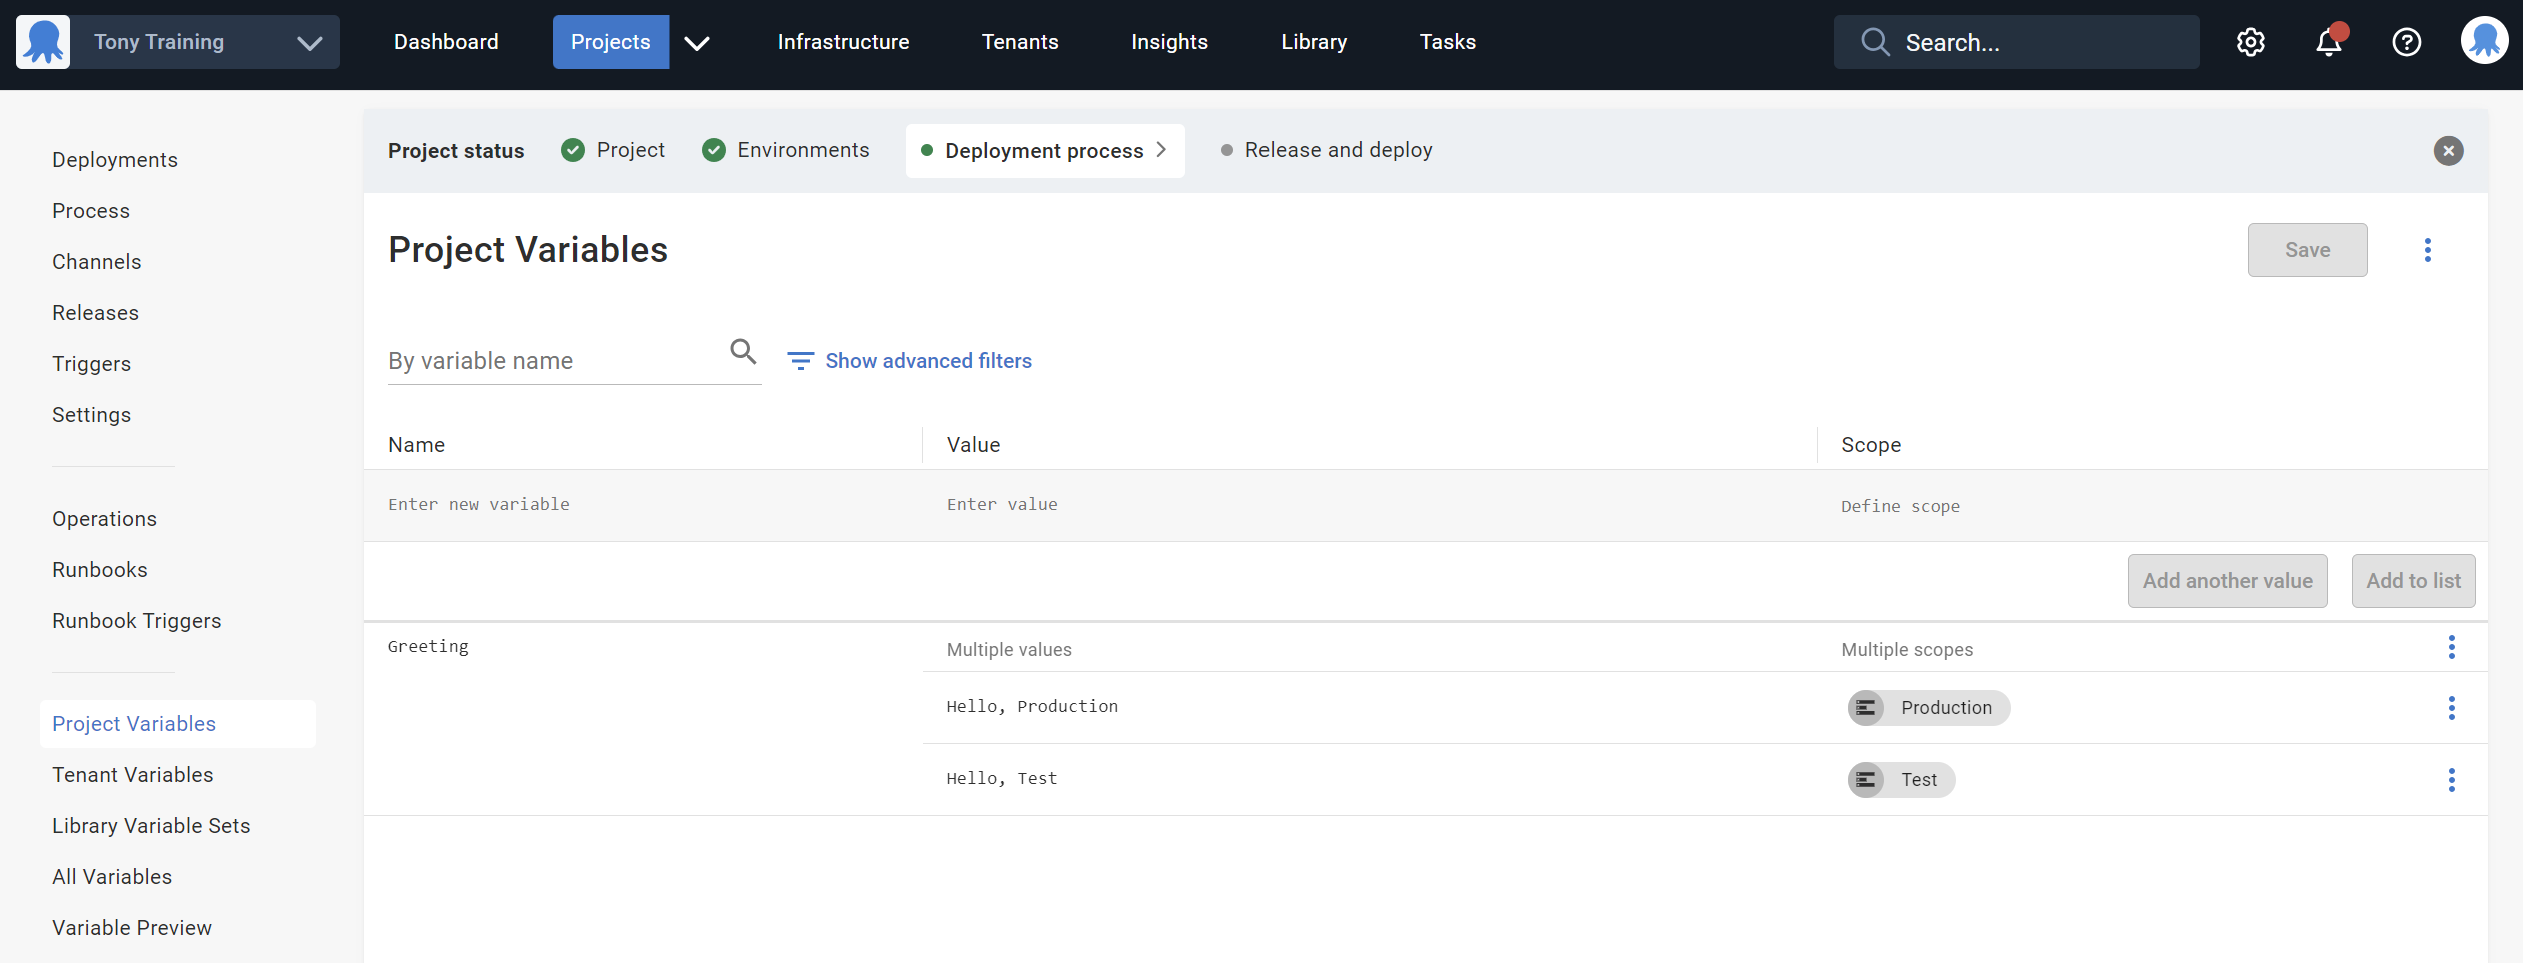 Tony Training
Dashboard
Projects
Infrastructure
Tenants
Insights
Library
Tasks
Search...
Deployments
Process
Channels
Releases
Triggers
Settings
Operations
Runbooks
Runbook Triggers
Project Variables
Tenant Variables
Library Variable Sets
All Variables
Variable Preview
Project status
Project
Environments
Deployment process
Release and deploy
Project Variables
Save
By variable name
Show advanced filters
Name
Value
Scope
Enter new variable
Enter value
Define scope
Add another value
Add to list
Greeting
Multiple values
Multiple scopes
Hello, Production
Production
Hello, Test
Test